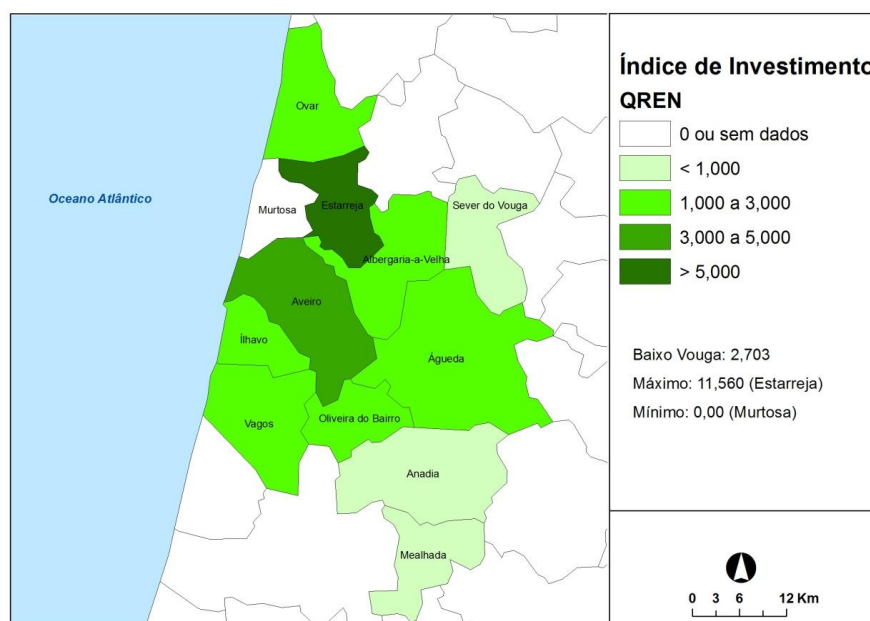 Ovar
Oceano Atlântico
Murtosa
Estarreja
Sever do Vouga
Albergaria-a-Velha
Aveiro
Ílhavo
Águeda
Vagos
Oliveira do Bairro
Anadia
Mealhada
Índice de Investimento
QREN
0 ou sem dados
< 1,000
1,000 a 3,000
3,000 a 5,000
> 5,000
Baixo Vouga: 2,703
Máximo: 11,560 (Estarreja)
Mínimo: 0,00 (Murtosa)
0 3 6 12 Km